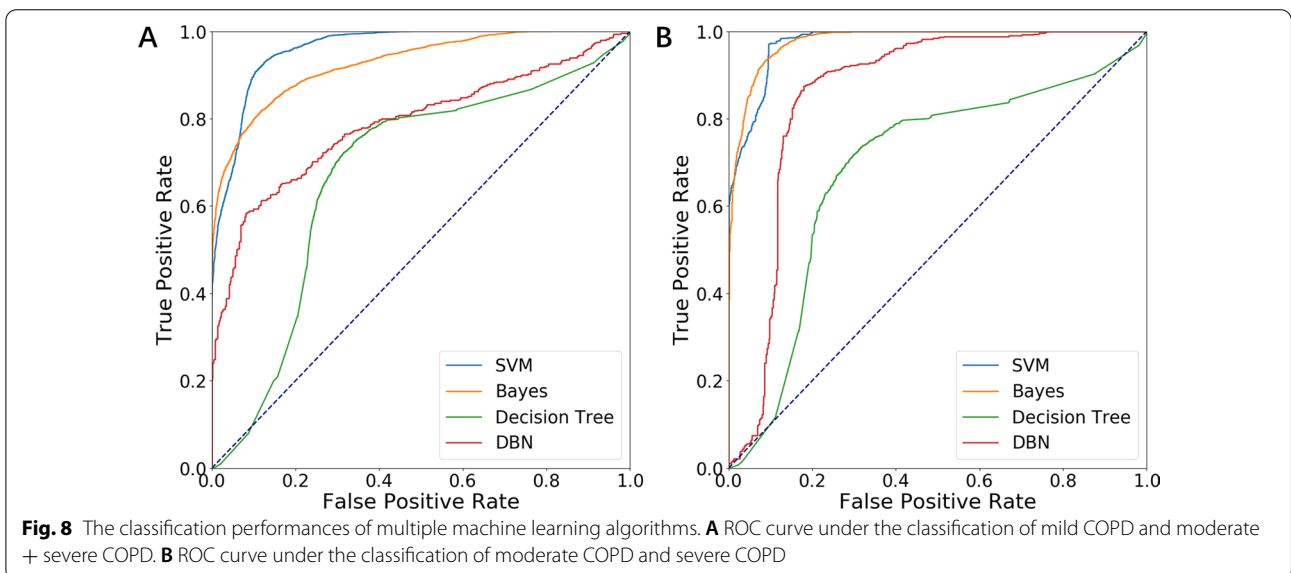 A
True Positive Rate
1.0
0.8
0.6
0.4
0.2
0.0
SVM
Bayes
Decision Tree
DBN
0.0 0.2 0.4 0.6 0.8 1.0
False Positive Rate
B
True Positive Rate
1.0
0.8
0.6
0.4
0.2
0.0
SVM
Bayes
Decision Tree
DBN
0.0 0.2 0.4 0.6 0.8 1.0
False Positive Rate
Fig. 8 The classification performances of multiple machine learning algorithms. A ROC curve under the classification of mild COPD and moderate
+ severe COPD. B ROC curve under the classification of moderate COPD and severe COPD